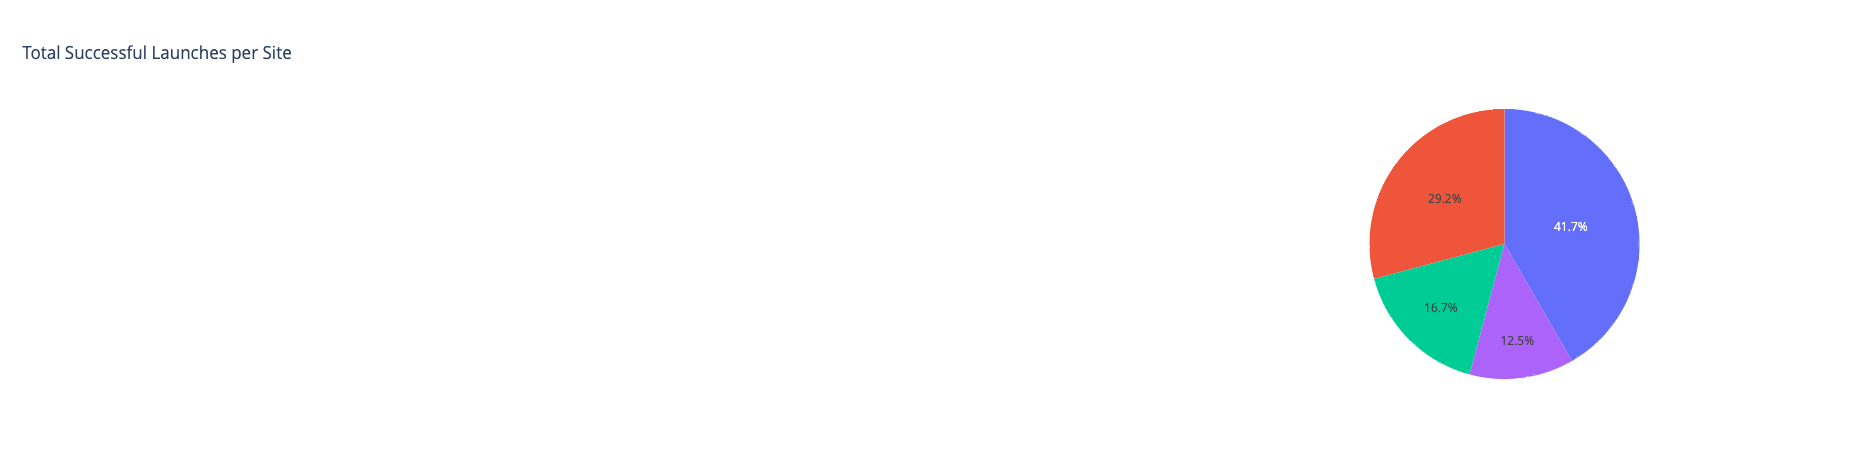 Total Successful Launches per Site
29.2%
41.7%
16.7%
12.5%